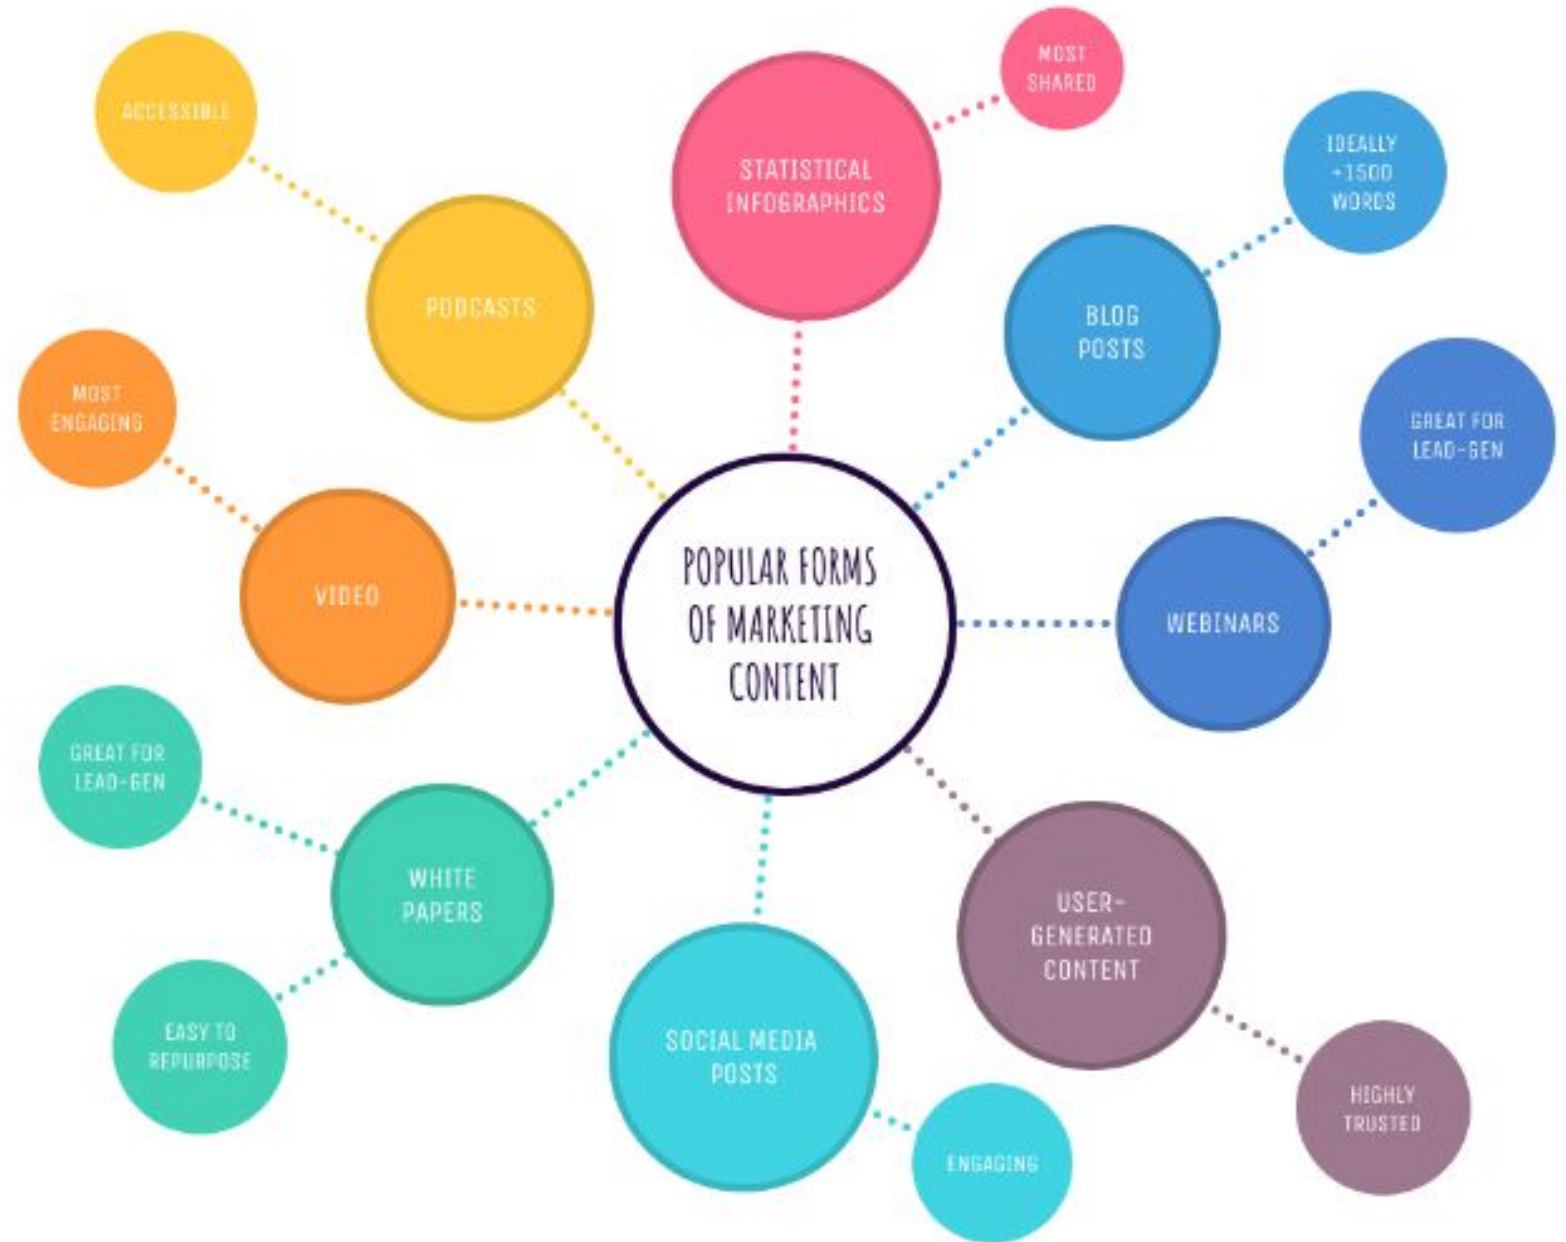 POPULAR FORMS
OF MARKETING
CONTENT
STATISTICAL
INFOGRAPHICS
MOST
SHARED
BLOG
POSTS
IDEALLY
+1500
WORDS
WEBINARS
GREAT FOR
LEAD-GEN
USER-
GENERATED
CONTENT
HIGHLY
TRUSTED
SOCIAL MEDIA
POSTS
ENGAGING
WHITE
PAPERS
EASY TO
REPURPOSE
GREAT FOR
LEAD-GEN
VIDEO
MOST
ENGAGING
PODCASTS
ACCESSIBLE